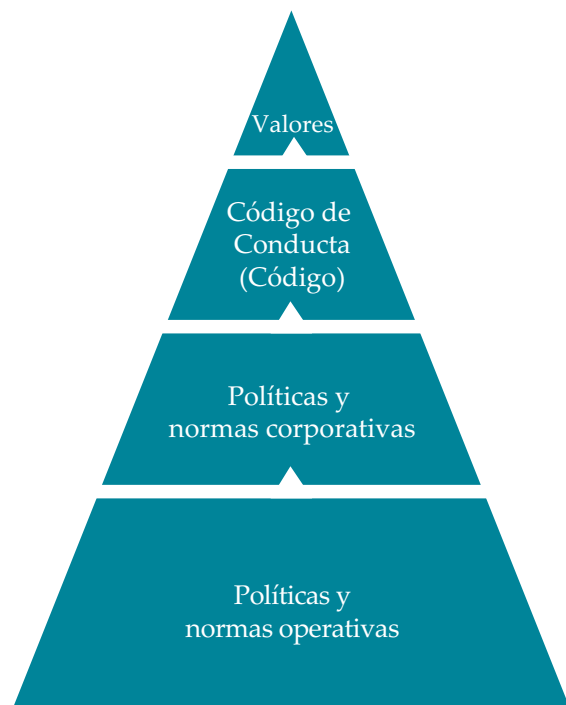 Valores
Código de
Conducta
(Código)
Políticas y
normas corporativas
Políticas y
normas operativas